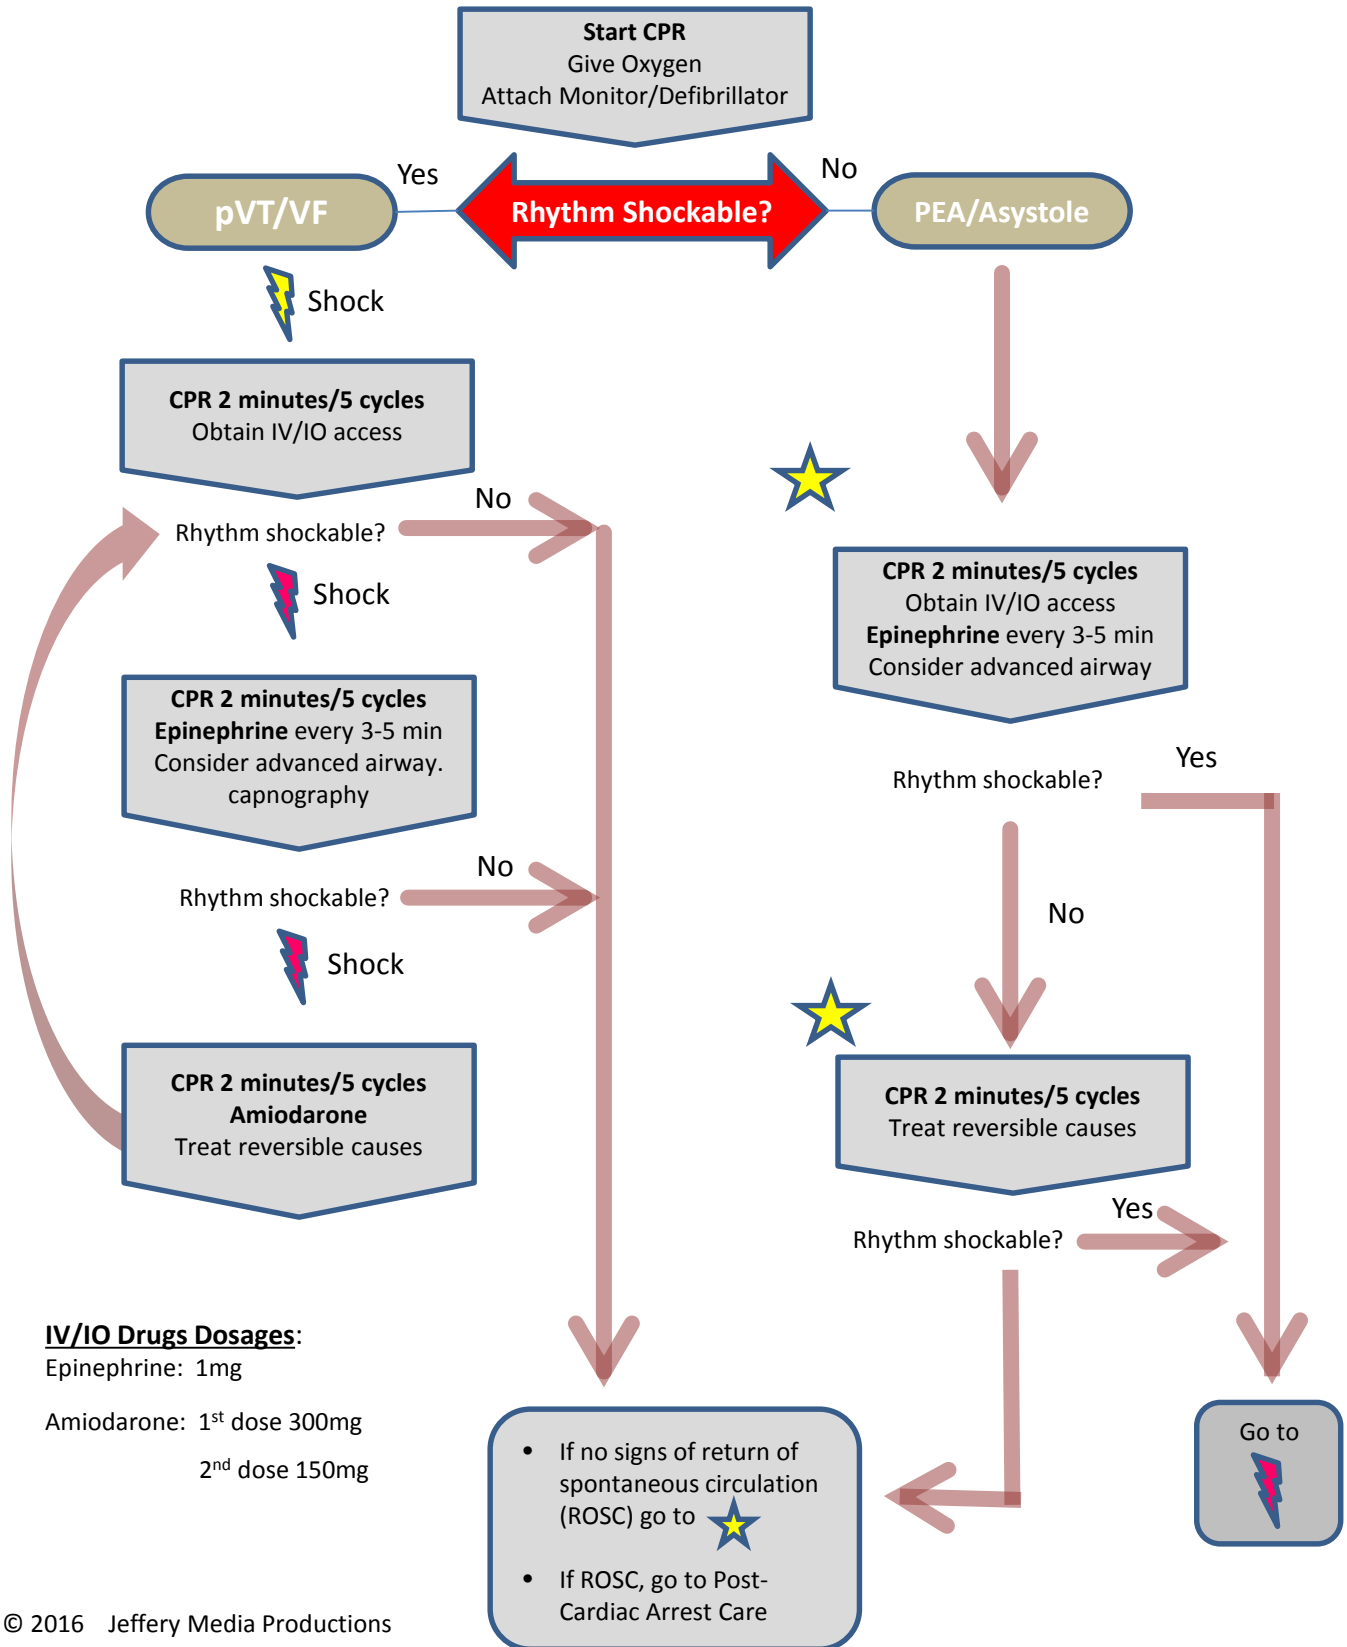 Start CPR
Give Oxygen
Attach Monitor/Defibrillator
Yes
No
pVT/VF
Rhythm Shockable?
PEA/Asystole
Shock
CPR 2 minutes/5 cycles
Obtain IV/IO access
No
Rhythm shockable?
Shock
CPR 2 minutes/5 cycles
Epinephrine every 3-5 min
Consider advanced airway.
capnography
No
Rhythm shockable?
Shock
CPR 2 minutes/5 cycles
Amiodarone
Treat reversible causes
CPR 2 minutes/5 cycles
Obtain IV/IO access
Epinephrine every 3-5 min
Consider advanced airway
Yes
Rhythm shockable?
No
CPR 2 minutes/5 cycles
Treat reversible causes
Yes
Rhythm shockable?
IV/IO Drugs Dosages:
Epinephrine: 1mg
Amiodarone: 1st dose 300mg
2nd dose 150mg
• If no signs of return of
spontaneous circulation
(ROSC) go to
• If ROSC, go to Post-
Cardiac Arrest Care
Go to
© 2016 Jeffery Media Productions